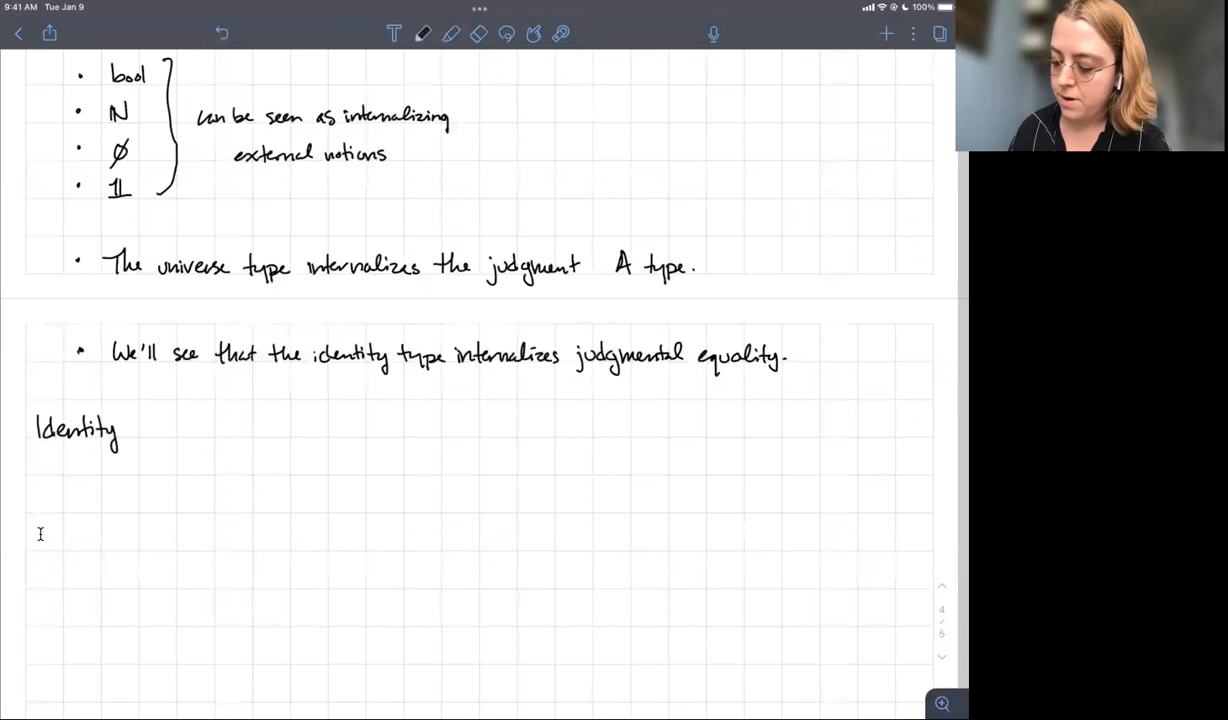 9:41 AM Tue Jan 9
100%
• bool
• ℕ
can be seen as internalizing
• ∅
external notions
• 𝟙
• The universe type internalizes the judgment A type.
• We'll see that the identity type internalizes judgmental equality.
Identity
4
/
5